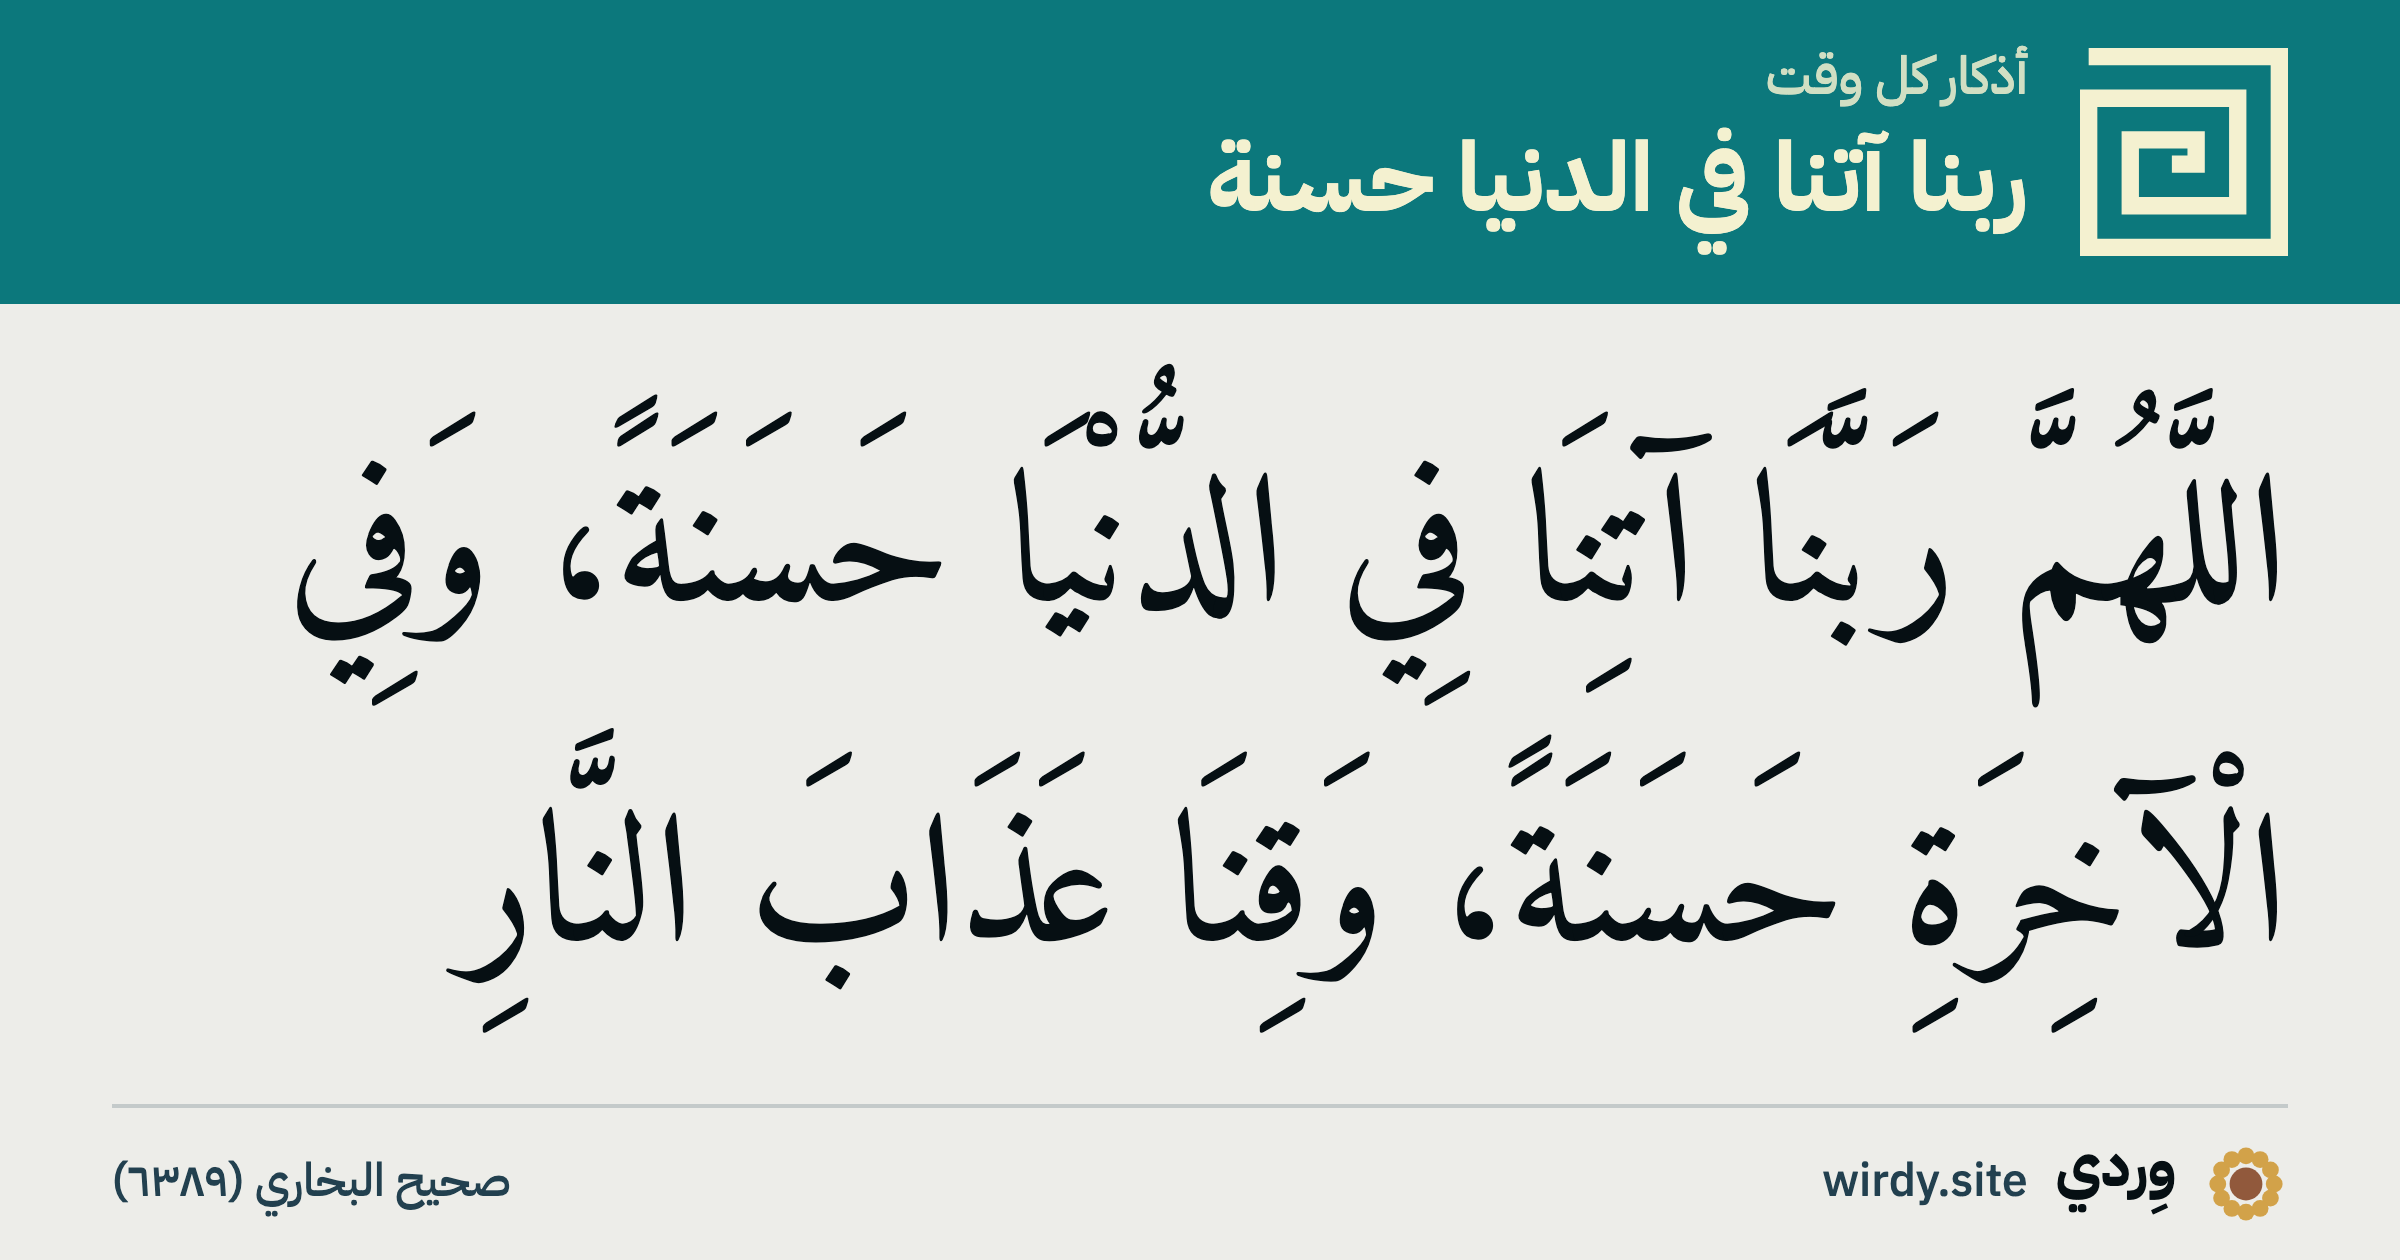 أذكار كل وقت
ربنا آتنا في الدنيا حسنة
اللَّهُمَّ رَبَّنَا آتِنَا فِي الدُّنْيَا حَسَنَةً، وَفِي
الْآخِرَةِ حَسَنَةً، وَقِنَا عَذَابَ النَّارِ
وِردي wirdy.site
صحيح البخاري (٦٣٨٩)